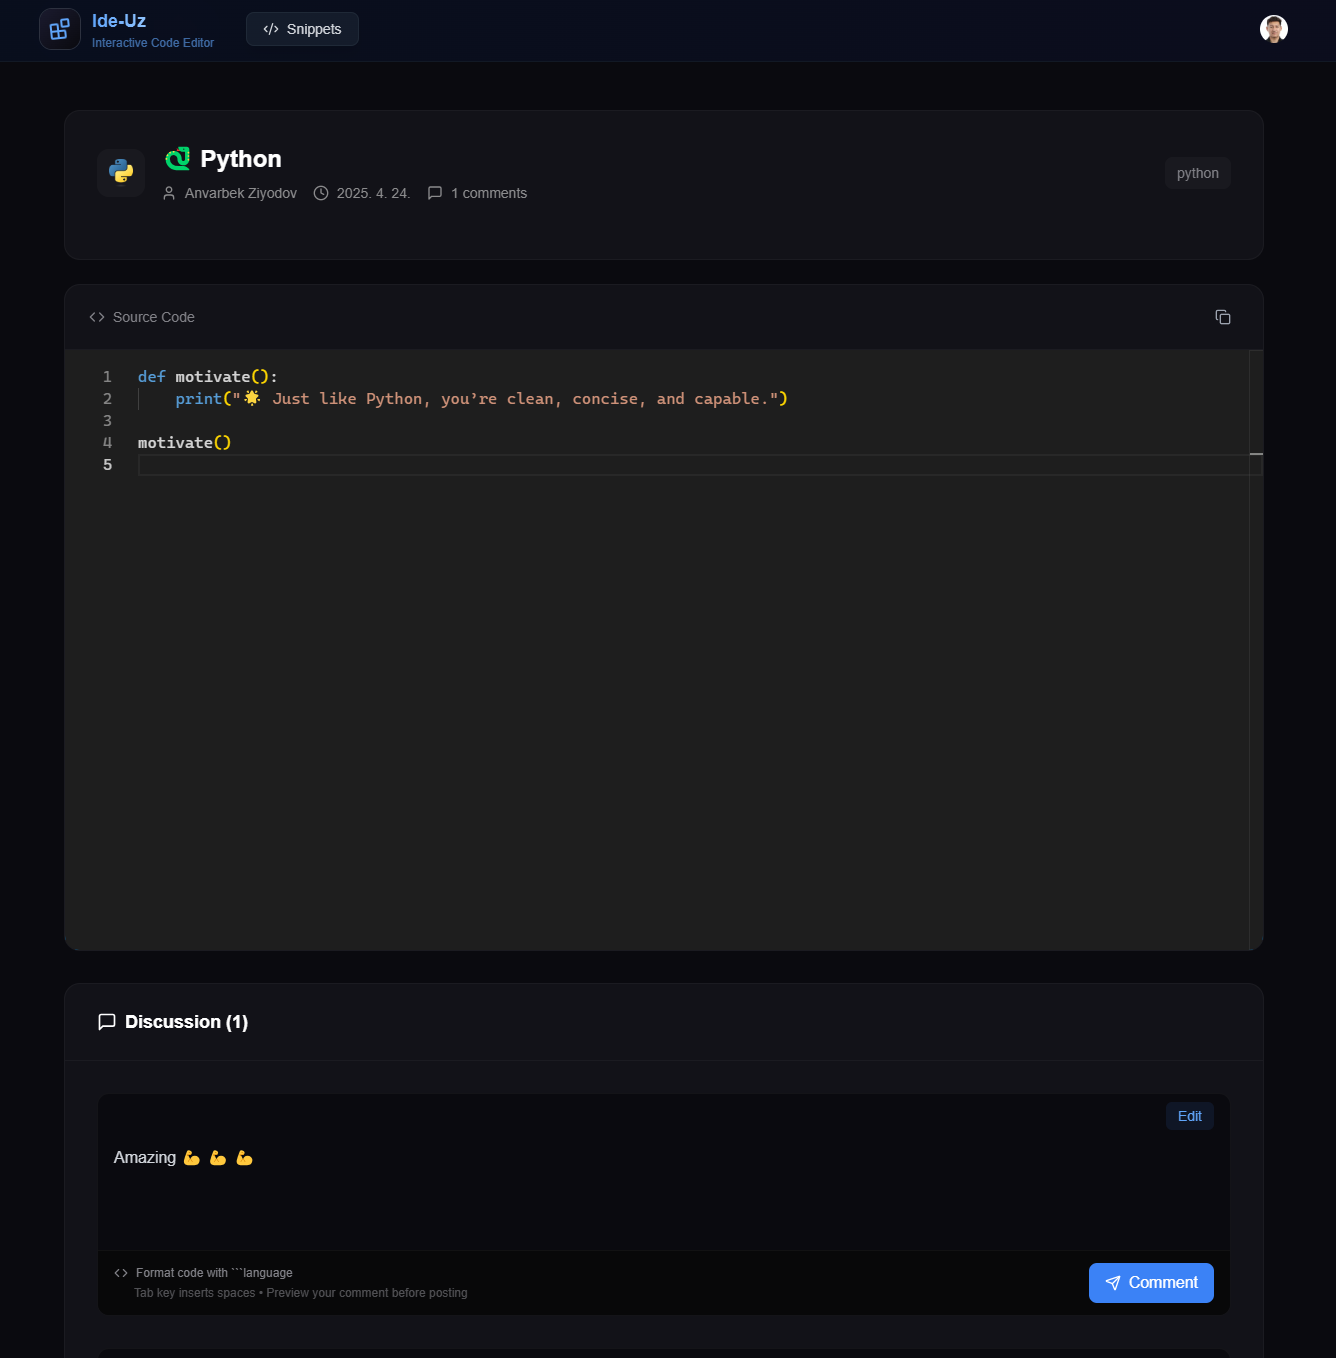 Ide-Uz
Interactive Code Editor
Snippets
🐍 Python
Anvarbek Ziyodov 2025. 4. 24. 1 comments
python
Source Code
1 def motivate():
2     print("🌟 Just like Python, you’re clean, concise, and capable.")
3
4 motivate()
5
Discussion (1)
Edit
Amazing 💪 💪 💪
Format code with ```language
Tab key inserts spaces • Preview your comment before posting
Comment